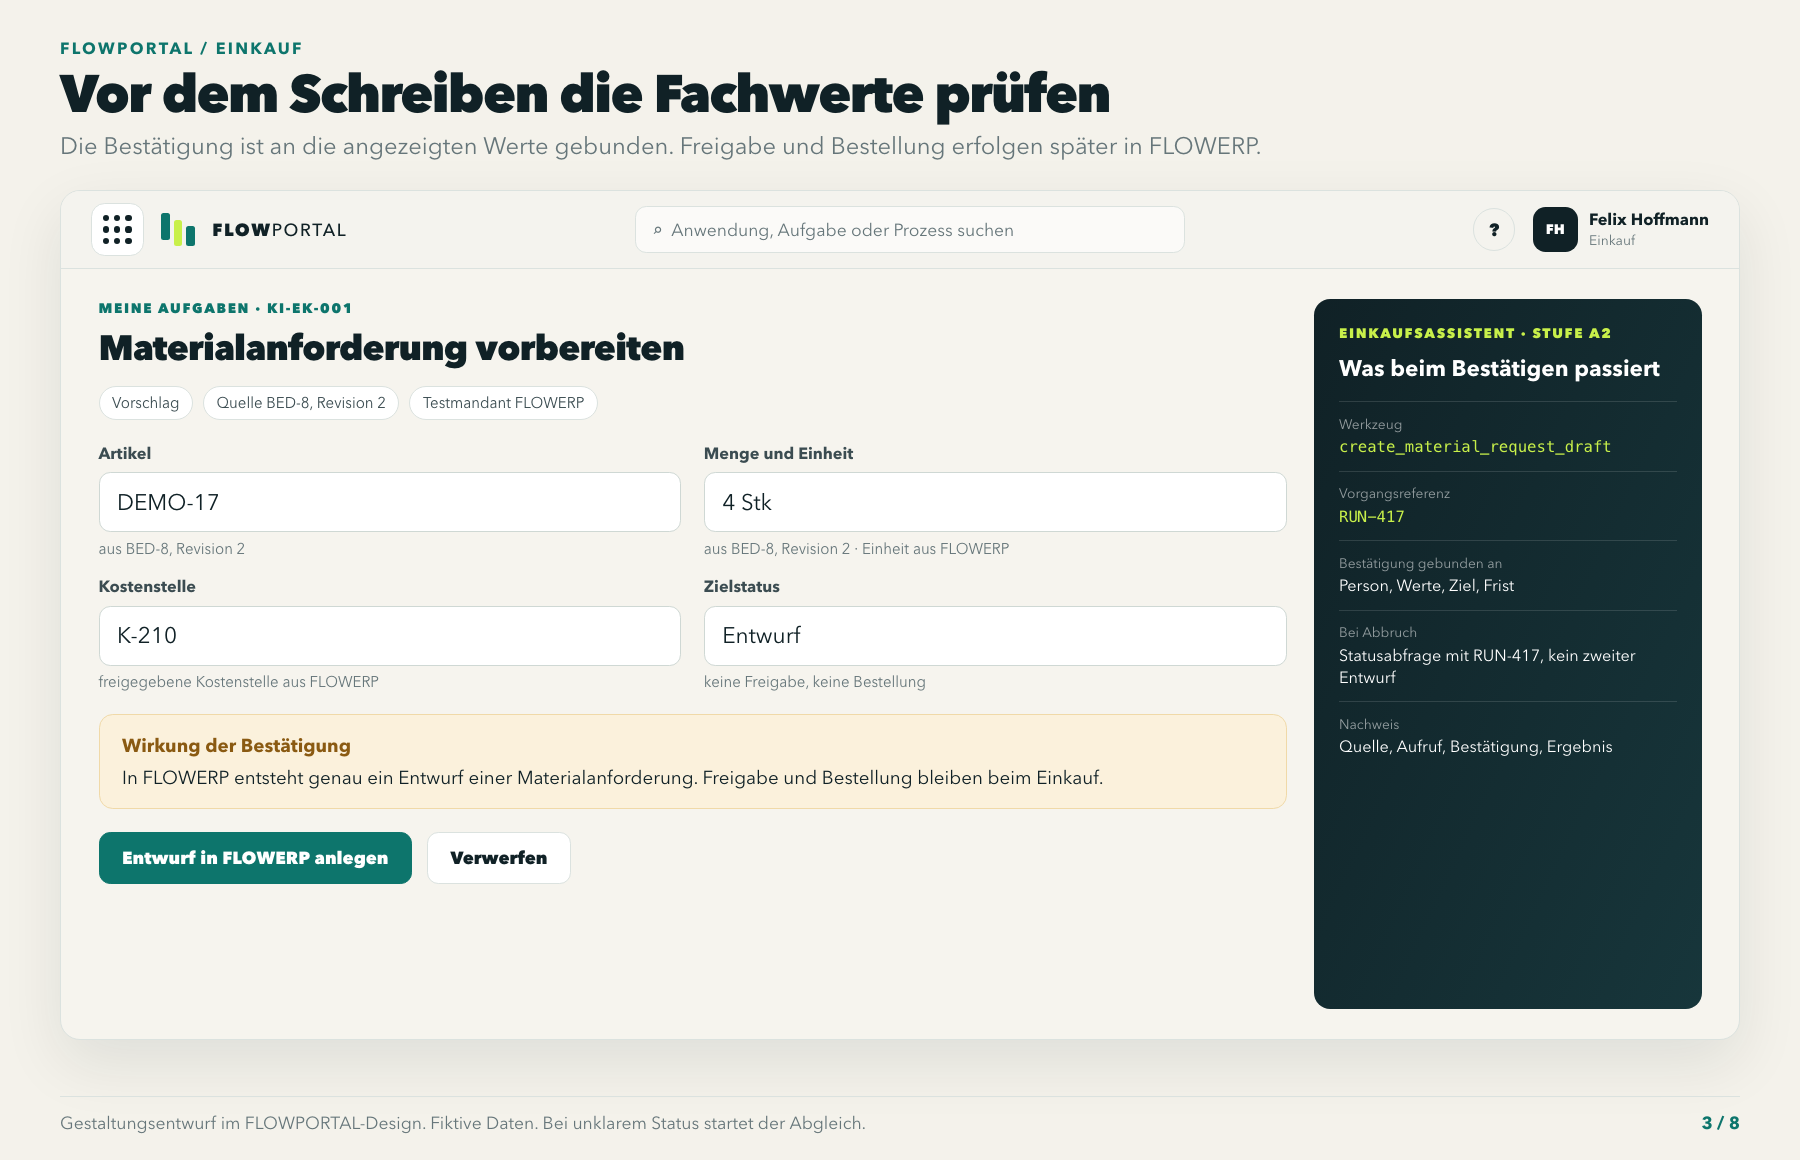 FLOWPORTAL / EINKAUF
Vor dem Schreiben die Fachwerte prüfen
Die Bestätigung ist an die angezeigten Werte gebunden. Freigabe und Bestellung erfolgen später in FLOWERP.
FLOWPORTAL
Anwendung, Aufgabe oder Prozess suchen
?
FH
Felix Hoffmann
Einkauf
MEINE AUFGABEN · KI-EK-001
Materialanforderung vorbereiten
Vorschlag
Quelle BED-8, Revision 2
Testmandant FLOWERP
Artikel
DEMO-17
aus BED-8, Revision 2
Menge und Einheit
4 Stk
aus BED-8, Revision 2 · Einheit aus FLOWERP
Kostenstelle
K-210
freigegebene Kostenstelle aus FLOWERP
Zielstatus
Entwurf
keine Freigabe, keine Bestellung
Wirkung der Bestätigung
In FLOWERP entsteht genau ein Entwurf einer Materialanforderung. Freigabe und Bestellung bleiben beim Einkauf.
Entwurf in FLOWERP anlegen
Verwerfen
EINKAUFSASSISTENT · STUFE A2
Was beim Bestätigen passiert
Werkzeug
create_material_request_draft
Vorgangsreferenz
RUN-417
Bestätigung gebunden an
Person, Werte, Ziel, Frist
Bei Abbruch
Statusabfrage mit RUN-417, kein zweiter
Entwurf
Nachweis
Quelle, Aufruf, Bestätigung, Ergebnis
Gestaltungsentwurf im FLOWPORTAL-Design. Fiktive Daten. Bei unklarem Status startet der Abgleich.
3 / 8